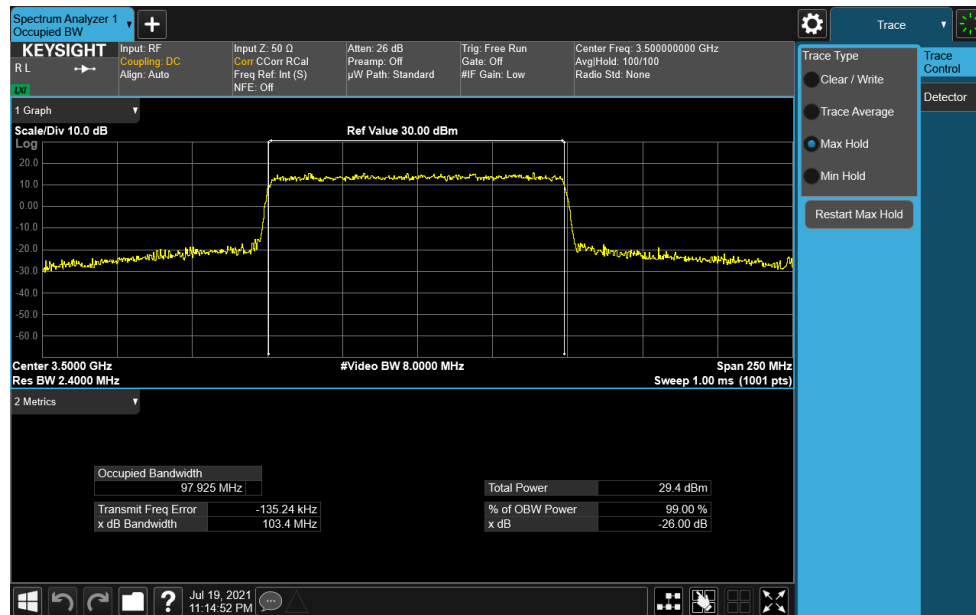 Spectrum Analyzer 1
Occupied BW
Trace
KEYSIGHT
R L
LXI
Input: RF
Coupling: DC
Align: Auto
Input Z: 50 Ω
Corr CCorr RCal
Freq Ref: Int (S)
NFE: Off
Atten: 26 dB
Preamp: Off
µW Path: Standard
Trig: Free Run
Gate: Off
#IF Gain: Low
Center Freq: 3.500000000 GHz
Avg|Hold: 100/100
Radio Std: None
Trace Type
Clear / Write
Trace Average
Max Hold
Min Hold
Restart Max Hold
Trace
Control
Detector
1 Graph
Scale/Div 10.0 dB
Ref Value 30.00 dBm
Log
20.0
10.0
0.00
-10.0
-20.0
-30.0
-40.0
-50.0
-60.0
Center 3.5000 GHz
#Video BW 8.0000 MHz
Span 250 MHz
Res BW 2.4000 MHz
Sweep 1.00 ms (1001 pts)
2 Metrics
Occupied Bandwidth
97.925 MHz
Total Power 29.4 dBm
Transmit Freq Error -135.24 kHz
% of OBW Power 99.00 %
x dB Bandwidth 103.4 MHz
x dB -26.00 dB
?
Jul 19, 2021
11:14:52 PM